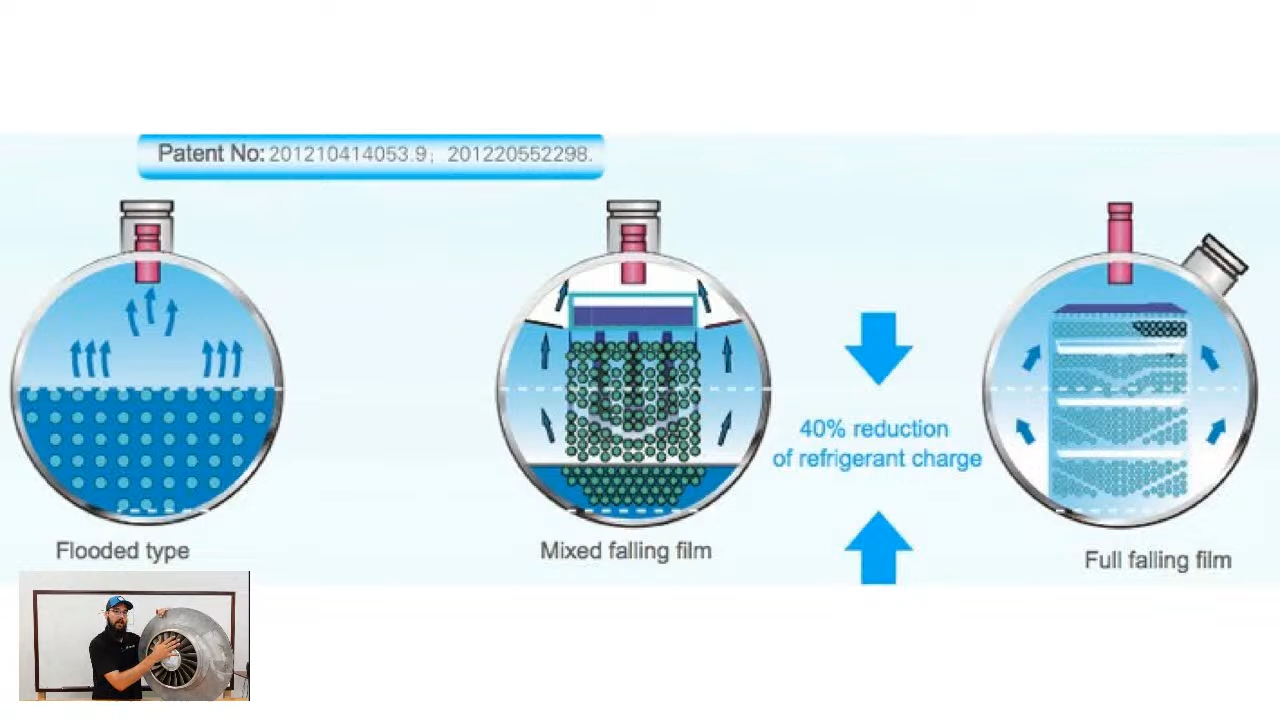 Patent No: 201210414053.9; 201220552298.
40% reduction
of refrigerant charge
Flooded type
Mixed falling film
Full falling film